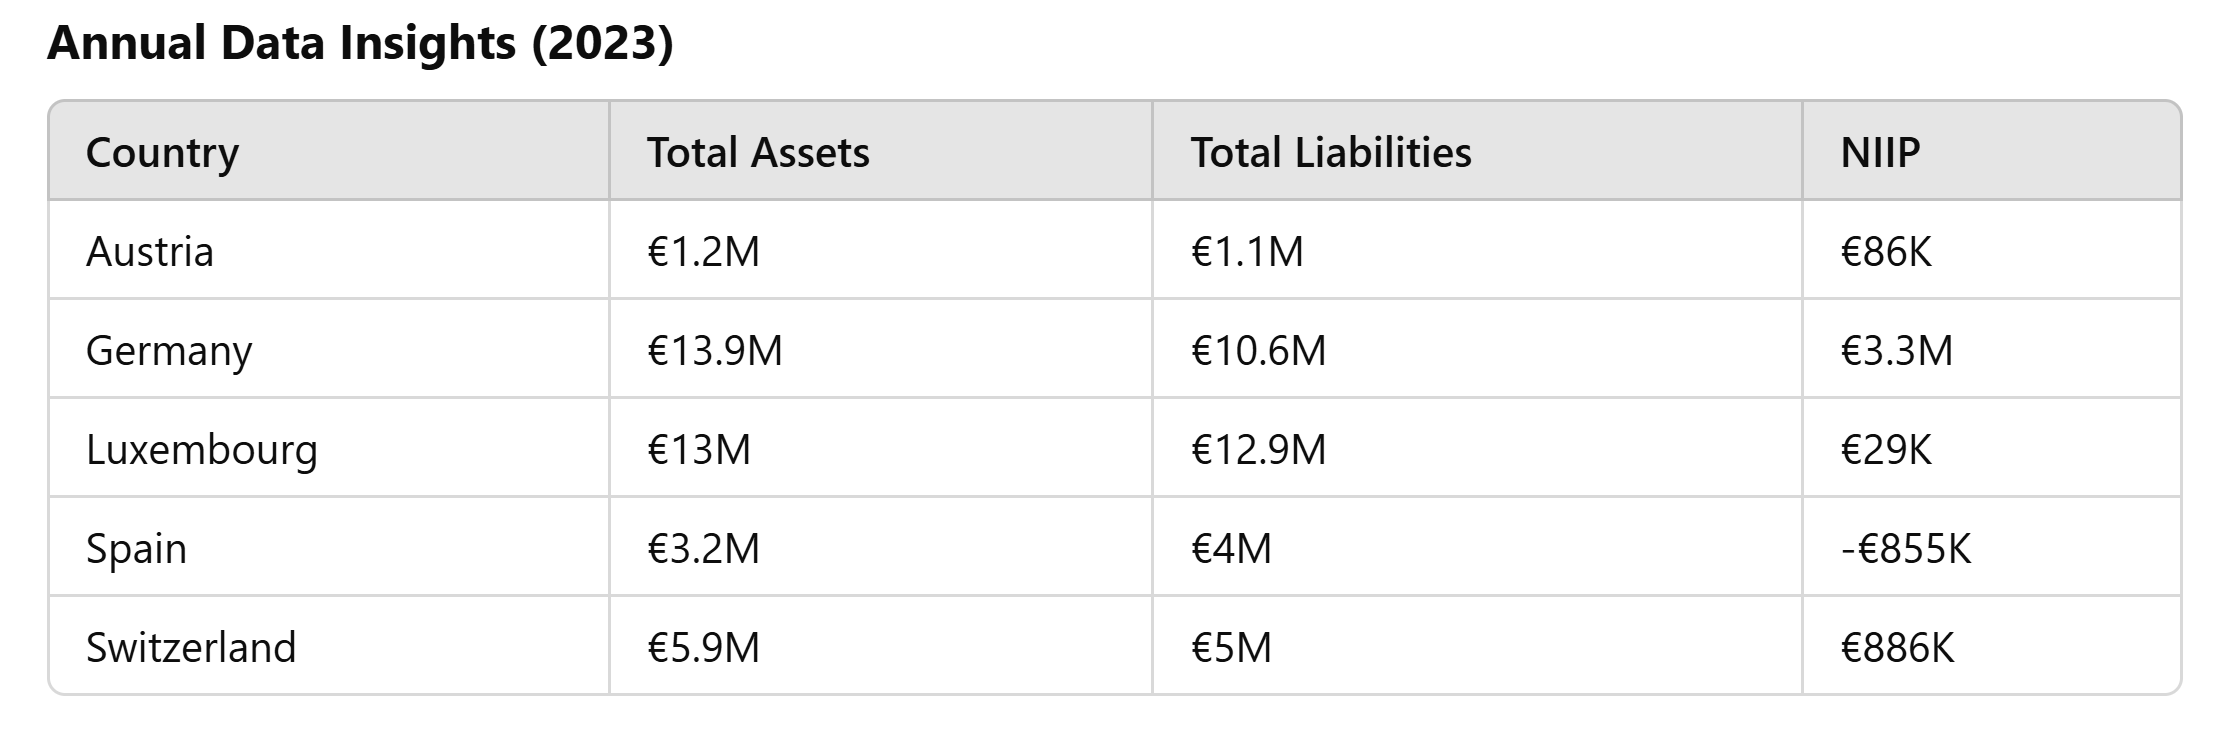 Annual Data Insights (2023)
Country Total Assets Total Liabilities NIIP
Austria €1.2M €1.1M €86K
Germany €13.9M €10.6M €3.3M
Luxembourg €13M €12.9M €29K
Spain €3.2M €4M -€855K
Switzerland €5.9M €5M €886K